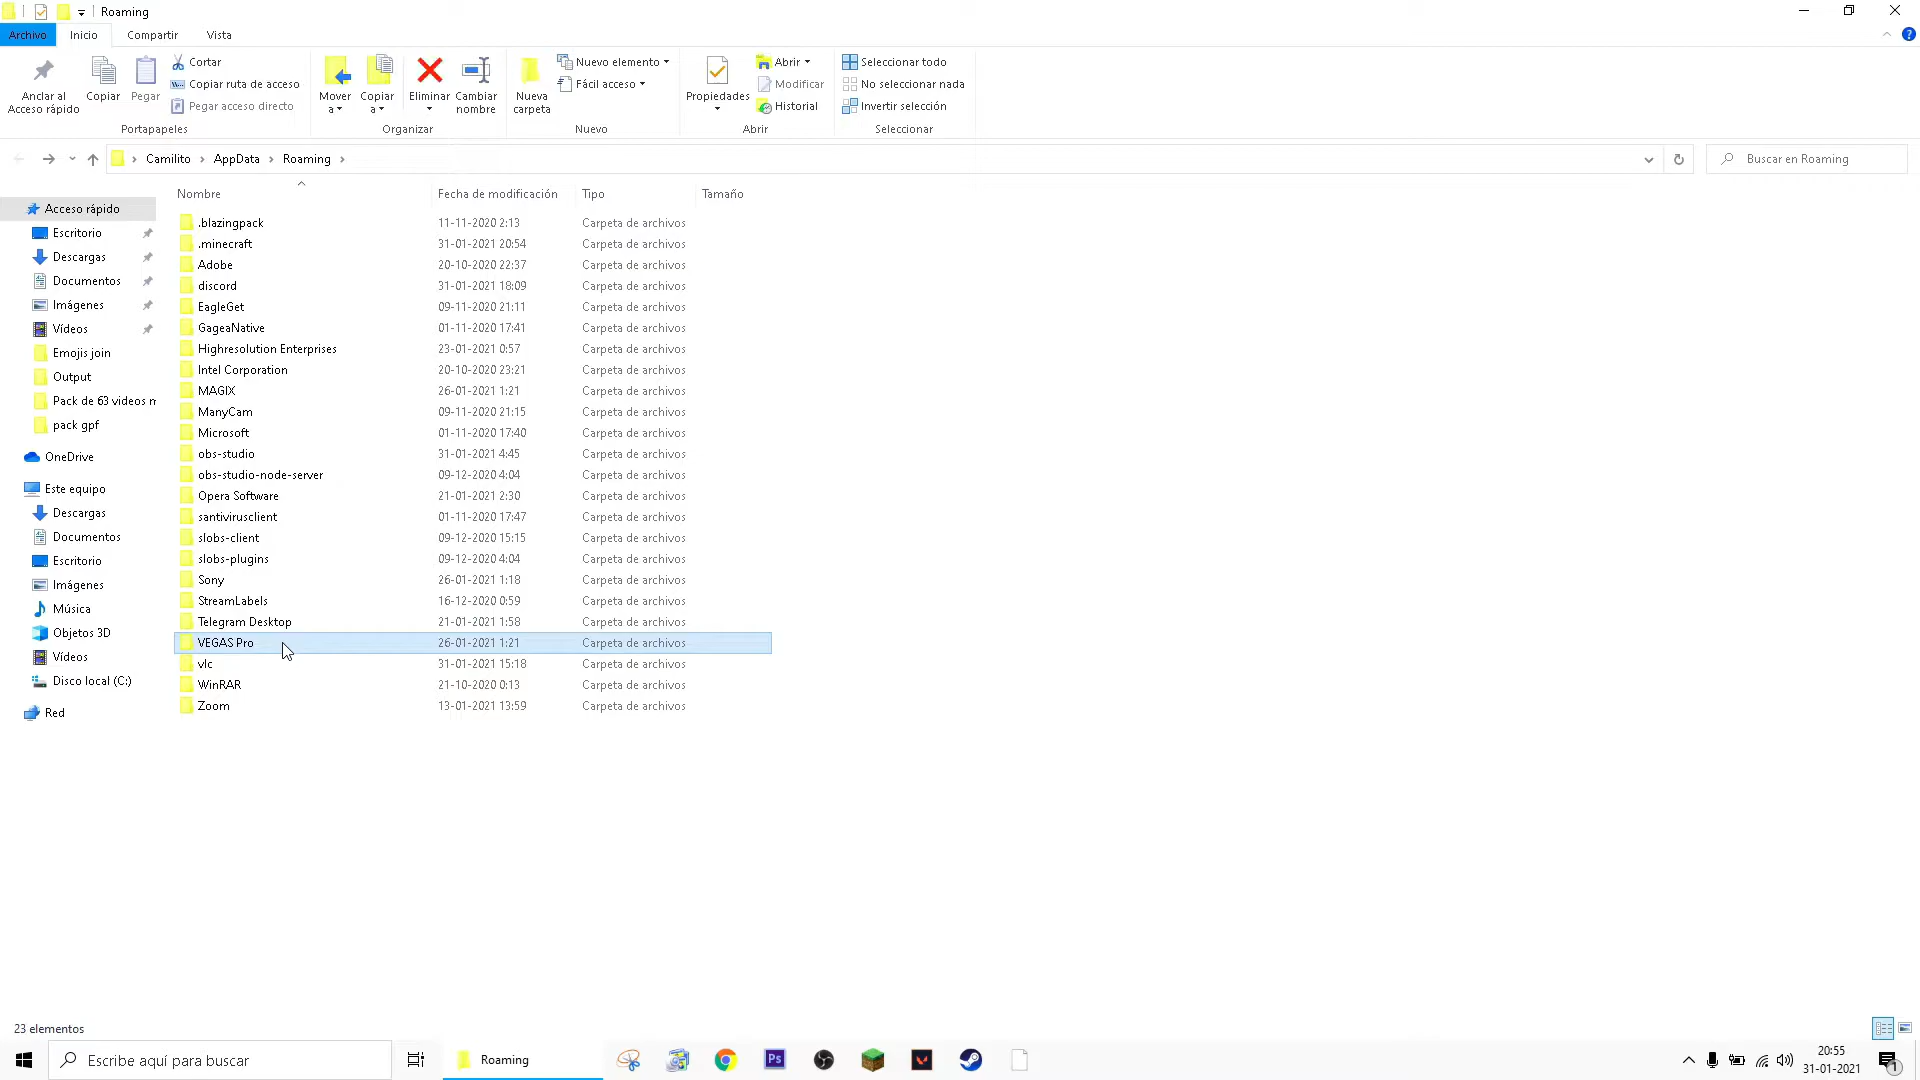 Roaming
Archivo Inicio Compartir Vista
Anclar al Acceso rápido
Copiar
Pegar
Cortar
Copiar ruta de acceso
Pegar acceso directo
Portapapeles
Mover a
Copiar a
Eliminar
Cambiar nombre
Organizar
Nueva carpeta
Nuevo elemento
Fácil acceso
Nuevo
Propiedades
Abrir
Modificar
Historial
Abrir
Seleccionar todo
No seleccionar nada
Invertir selección
Seleccionar
Camilito > AppData > Roaming >
Buscar en Roaming
Acceso rápido
Escritorio
Descargas
Documentos
Imágenes
Vídeos
Emojis join
Output
Pack de 63 videos m
pack gpf
OneDrive
Este equipo
Descargas
Documentos
Escritorio
Imágenes
Música
Objetos 3D
Vídeos
Disco local (C:)
Red
Nombre Fecha de modificación Tipo Tamaño
.blazingpack 11-11-2020 2:13 Carpeta de archivos
.minecraft 31-01-2021 20:54 Carpeta de archivos
Adobe 20-10-2020 22:37 Carpeta de archivos
discord 31-01-2021 18:09 Carpeta de archivos
EagleGet 09-11-2020 21:11 Carpeta de archivos
GageaNative 01-11-2020 17:41 Carpeta de archivos
Highresolution Enterprises 23-01-2021 0:57 Carpeta de archivos
Intel Corporation 20-10-2020 23:21 Carpeta de archivos
MAGIX 26-01-2021 1:21 Carpeta de archivos
ManyCam 09-11-2020 21:15 Carpeta de archivos
Microsoft 01-11-2020 17:40 Carpeta de archivos
obs-studio 31-01-2021 4:45 Carpeta de archivos
obs-studio-node-server 09-12-2020 4:04 Carpeta de archivos
Opera Software 21-01-2021 2:30 Carpeta de archivos
santivirusclient 01-11-2020 17:47 Carpeta de archivos
slobs-client 09-12-2020 15:15 Carpeta de archivos
slobs-plugins 09-12-2020 4:04 Carpeta de archivos
Sony 26-01-2021 1:18 Carpeta de archivos
StreamLabels 16-12-2020 0:59 Carpeta de archivos
Telegram Desktop 21-01-2021 1:58 Carpeta de archivos
VEGAS Pro 26-01-2021 1:21 Carpeta de archivos
vlc 31-01-2021 15:18 Carpeta de archivos
WinRAR 21-10-2020 0:13 Carpeta de archivos
Zoom 13-01-2021 13:59 Carpeta de archivos
23 elementos
Escribe aquí para buscar
Roaming
Ps
20:55
31-01-2021
1